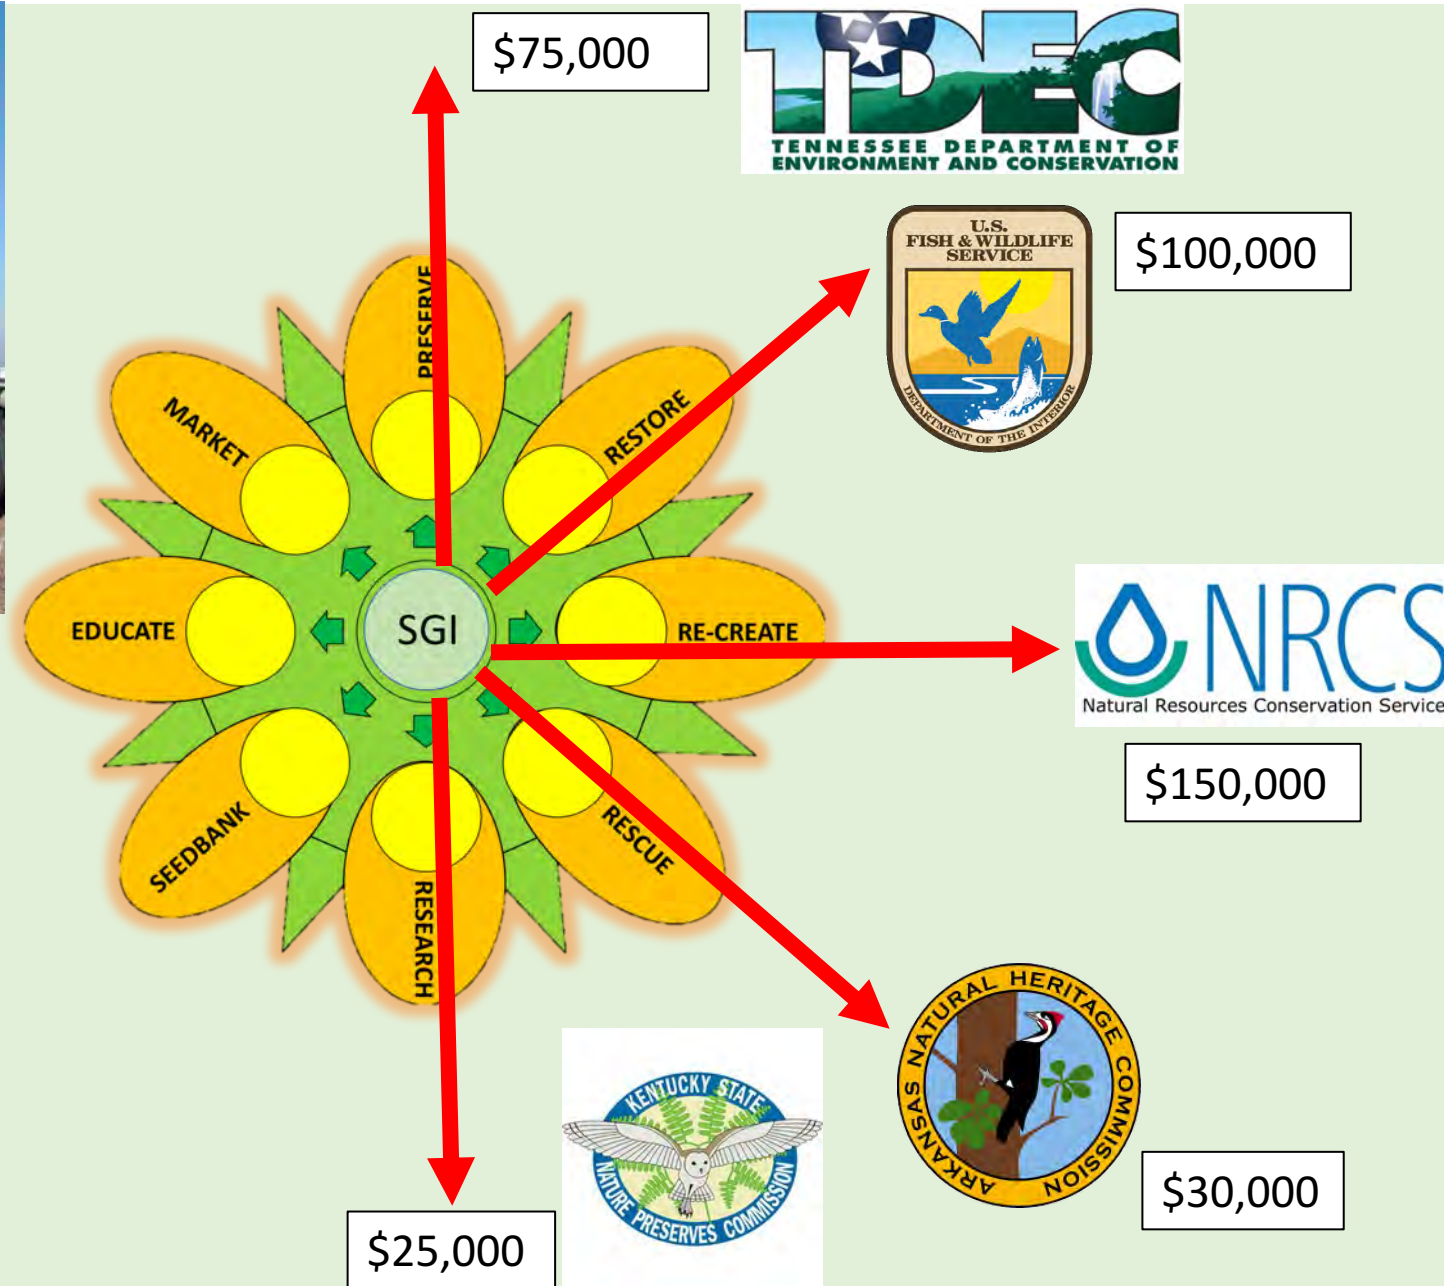 $75,000
TDEC
TENNESSEE DEPARTMENT OF
ENVIRONMENT AND CONSERVATION
U.S.
FISH & WILDLIFE
SERVICE
DEPARTMENT OF THE INTERIOR
$100,000
PRESERVE
MARKET
RESTORE
EDUCATE
SGI
RE-CREATE
SEEDBANK
RESCUE
RESEARCH
NRCS
Natural Resources Conservation Service
$150,000
ARKANSAS NATURAL HERITAGE COMMISSION
$30,000
KENTUCKY STATE
NATURE PRESERVES COMMISSION
$25,000